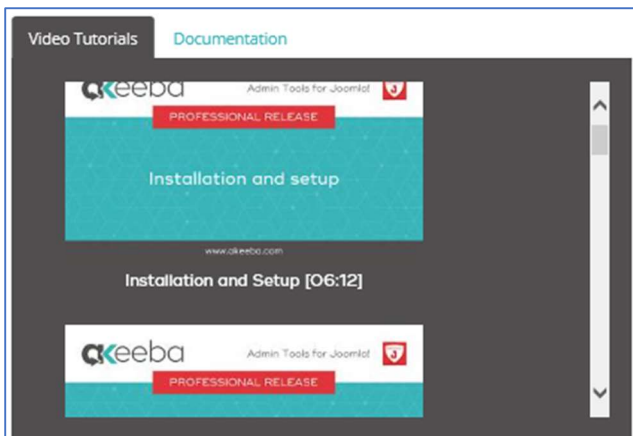 Video Tutorials
Documentation
akeeba
Admin Tools for Joomla!
PROFESSIONAL RELEASE
Installation and setup
www.akeeba.com
Installation and Setup [06:12]
akeeba
Admin Tools for Joomla!
PROFESSIONAL RELEASE